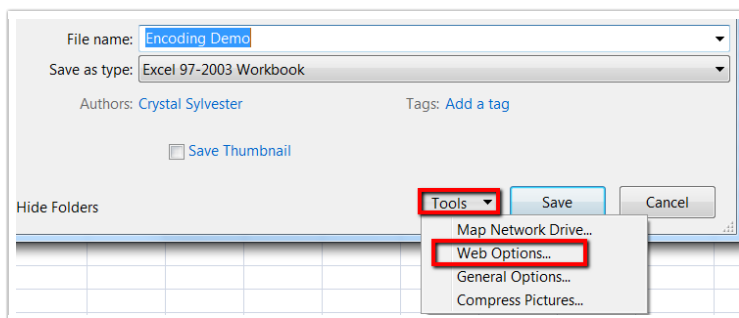 File name: Encoding Demo
Save as type: Excel 97-2003 Workbook
Authors: Crystal Sylvester Tags: Add a tag
Save Thumbnail
Hide Folders Tools Save Cancel
Map Network Drive...
Web Options...
General Options...
Compress Pictures...